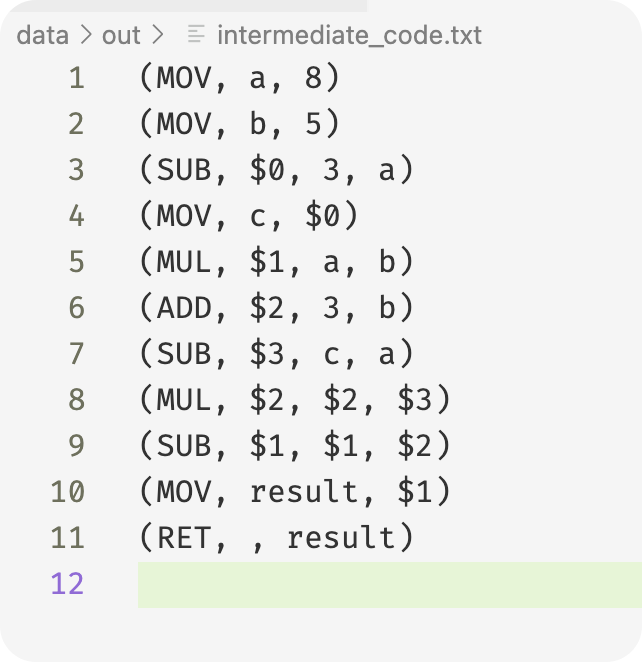 data > out > intermediate_code.txt
1 (MOV, a, 8)
2 (MOV, b, 5)
3 (SUB, $0, 3, a)
4 (MOV, c, $0)
5 (MUL, $1, a, b)
6 (ADD, $2, 3, b)
7 (SUB, $3, c, a)
8 (MUL, $2, $2, $3)
9 (SUB, $1, $1, $2)
10 (MOV, result, $1)
11 (RET, , result)
12